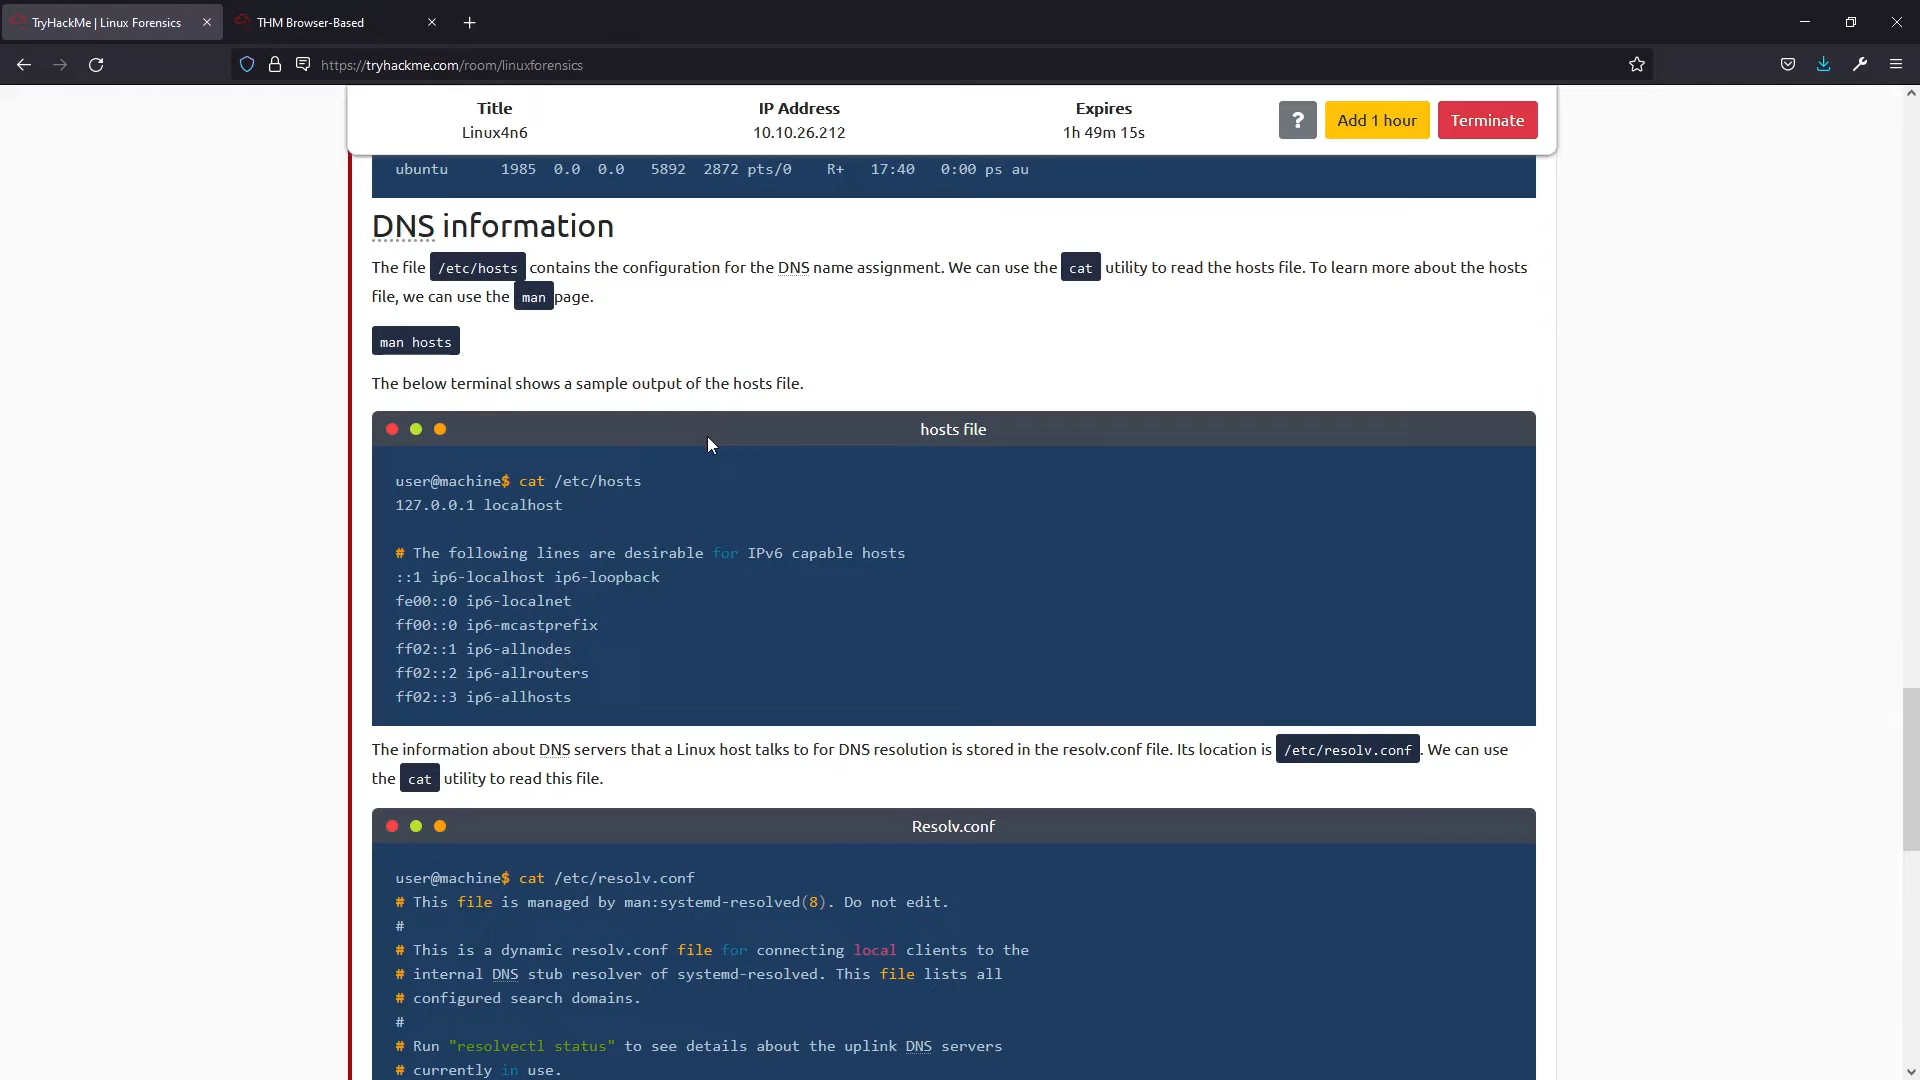 TryHackMe | Linux Forensics
THM Browser-Based
https://tryhackme.com/room/linuxforensics
Title
IP Address
Expires
Linux4n6
10.10.26.212
1h 49m 15s
?
Add 1 hour
Terminate
ubuntu 1985 0.0 0.0 5892 2872 pts/0 R+ 17:40 0:00 ps au
DNS information
The file /etc/hosts contains the configuration for the DNS name assignment. We can use the cat utility to read the hosts file. To learn more about the hosts
file, we can use the man page.
man hosts
The below terminal shows a sample output of the hosts file.
hosts file
user@machine$ cat /etc/hosts
127.0.0.1 localhost
# The following lines are desirable for IPv6 capable hosts
::1 ip6-localhost ip6-loopback
fe00::0 ip6-localnet
ff00::0 ip6-mcastprefix
ff02::1 ip6-allnodes
ff02::2 ip6-allrouters
ff02::3 ip6-allhosts
The information about DNS servers that a Linux host talks to for DNS resolution is stored in the resolv.conf file. Its location is /etc/resolv.conf. We can use
the cat utility to read this file.
Resolv.conf
user@machine$ cat /etc/resolv.conf
# This file is managed by man:systemd-resolved(8). Do not edit.
#
# This is a dynamic resolv.conf file for connecting local clients to the
# internal DNS stub resolver of systemd-resolved. This file lists all
# configured search domains.
#
# Run "resolvectl status" to see details about the uplink DNS servers
# currently in use.